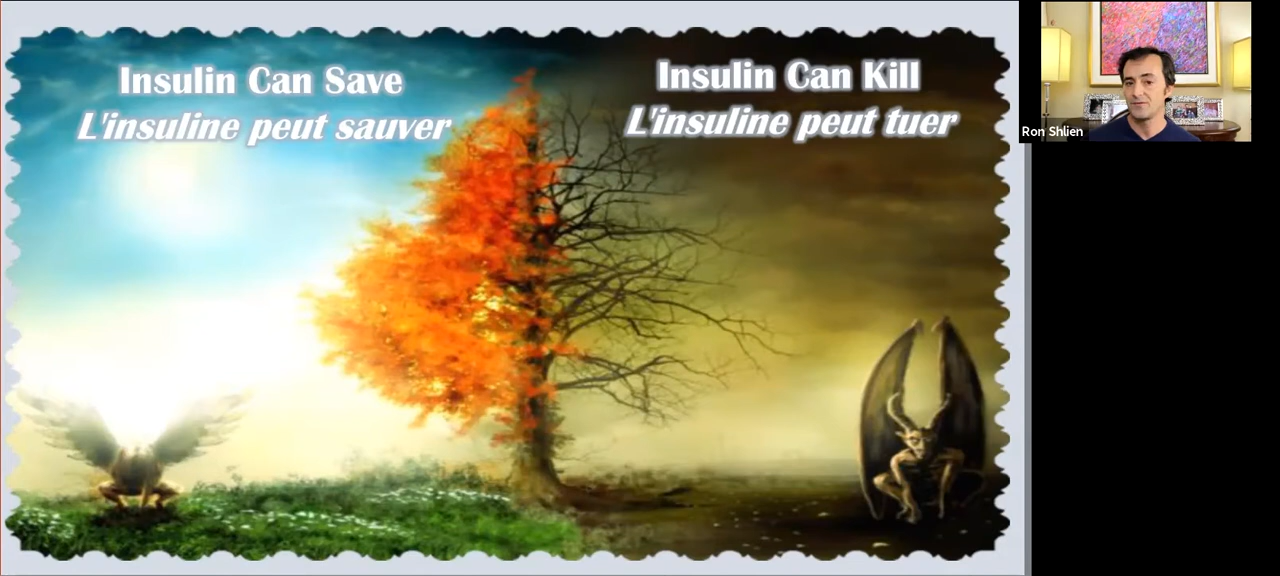 Insulin Can Save
L'insuline peut sauver
Insulin Can Kill
L'insuline peut tuer
Ron Shlien